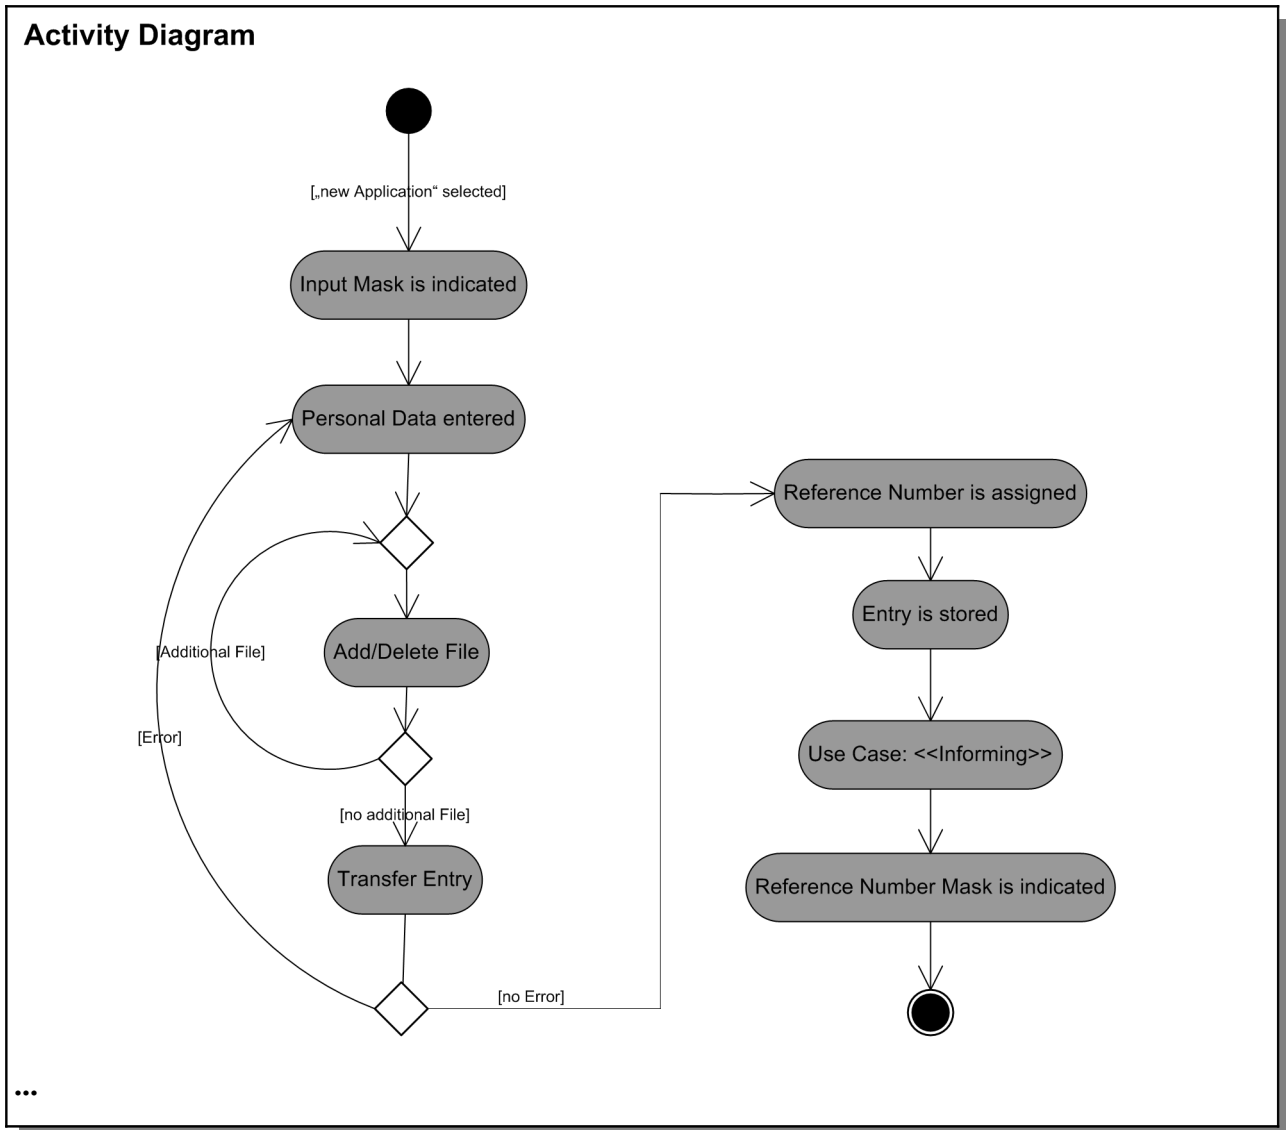 Activity Diagram
[„new Application“ selected]
Input Mask is indicated
Personal Data entered
Add/Delete File
[Additional File]
[Error]
[no additional File]
Transfer Entry
[no Error]
Reference Number is assigned
Entry is stored
Use Case: <<Informing>>
Reference Number Mask is indicated
...